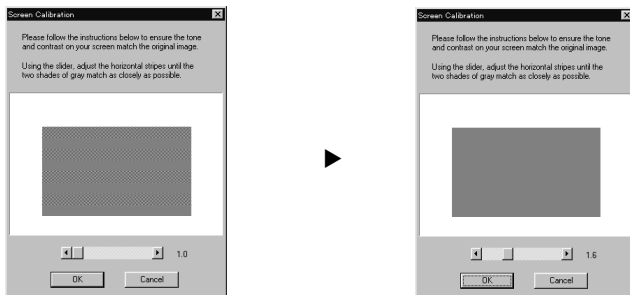 Screen Calibration
Please follow the instructions below to ensure the tone
and contrast on your screen match the original image.
Using the slider, adjust the horizontal stripes until the
two shades of gray match as closely as possible.
1.0
OK Cancel
Screen Calibration
Please follow the instructions below to ensure the tone
and contrast on your screen match the original image.
Using the slider, adjust the horizontal stripes until the
two shades of gray match as closely as possible.
1.6
OK Cancel